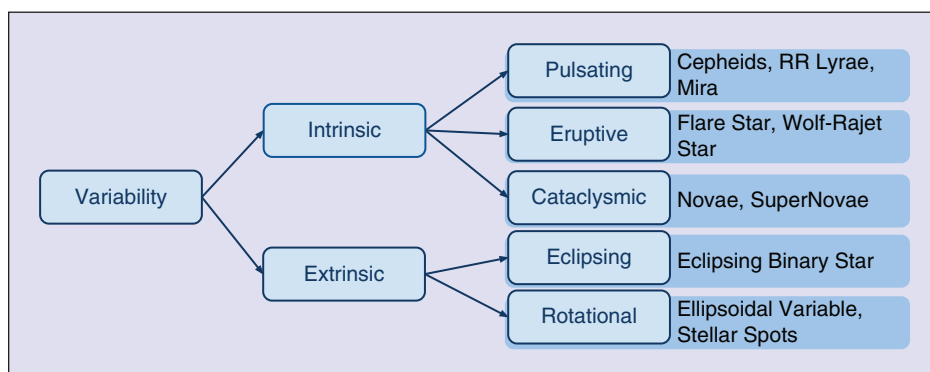 Variability
Intrinsic
Extrinsic
Pulsating
Cepheids, RR Lyrae,
Mira
Eruptive
Flare Star, Wolf-Rajet
Star
Cataclysmic
Novae, SuperNovae
Eclipsing
Eclipsing Binary Star
Rotational
Ellipsoidal Variable,
Stellar Spots